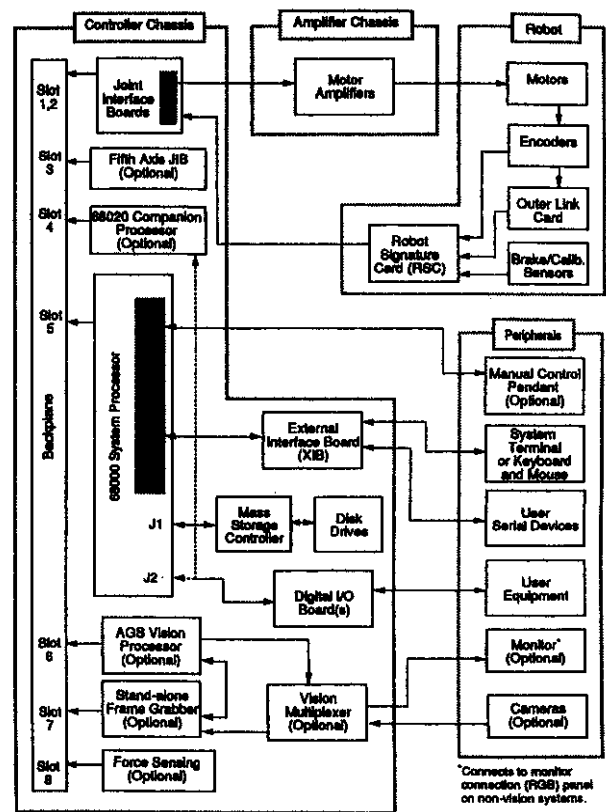 Controller Chassis
Amplifier Chassis
Robot
Slot
1,2
Joint
Interface
Boards
Motor
Amplifiers
Motors
Encoders
Slot
3
Fifth Axis JIB
(Optional)
Slot
4
68020 Companion
Processor
(Optional)
Robot
Signature
Card (RSC)
Outer Link
Card
Brake/Calib.
Sensors
Slot
5
Backplane
68000 System Processor
J1
J2
Peripherals
Manual Control
Pendant
(Optional)
External
Interface Board
(XIB)
System
Terminal
or Keyboard
and Mouse
Mass
Storage
Controller
Disk
Drives
User
Serial Devices
Digital I/O
Board(s)
User
Equipment
Slot
6
AGS Vision
Processor
(Optional)
Monitor*
(Optional)
Slot
7
Stand-alone
Frame Grabber
(Optional)
Vision
Multiplexer
(Optional)
Cameras
(Optional)
Slot
8
Force Sensing
(Optional)
*Connects to monitor
connection (RGB) panel
on non-vision systems.